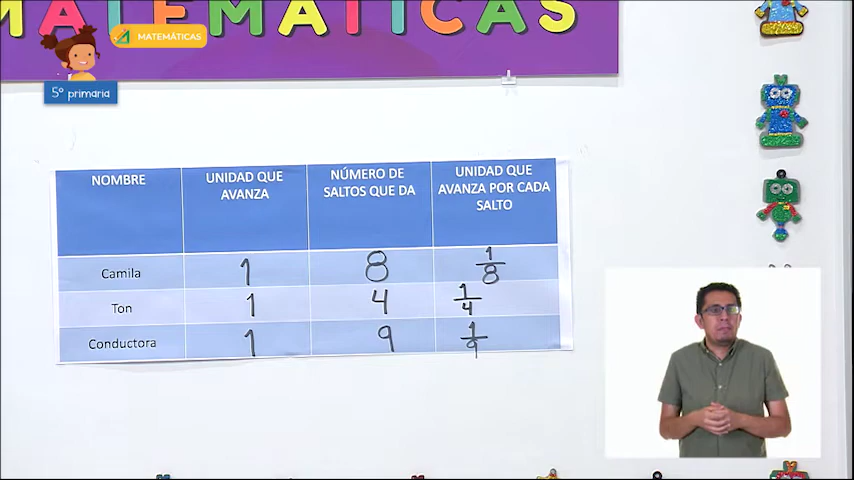 MATEMÁTICAS
MATEMÁTICAS
5° primaria
NOMBRE
UNIDAD QUE AVANZA
NÚMERO DE SALTOS QUE DA
UNIDAD QUE AVANZA POR CADA SALTO
Camila 1 8 1/8
Ton 1 4 1/4
Conductora 1 9 1/9